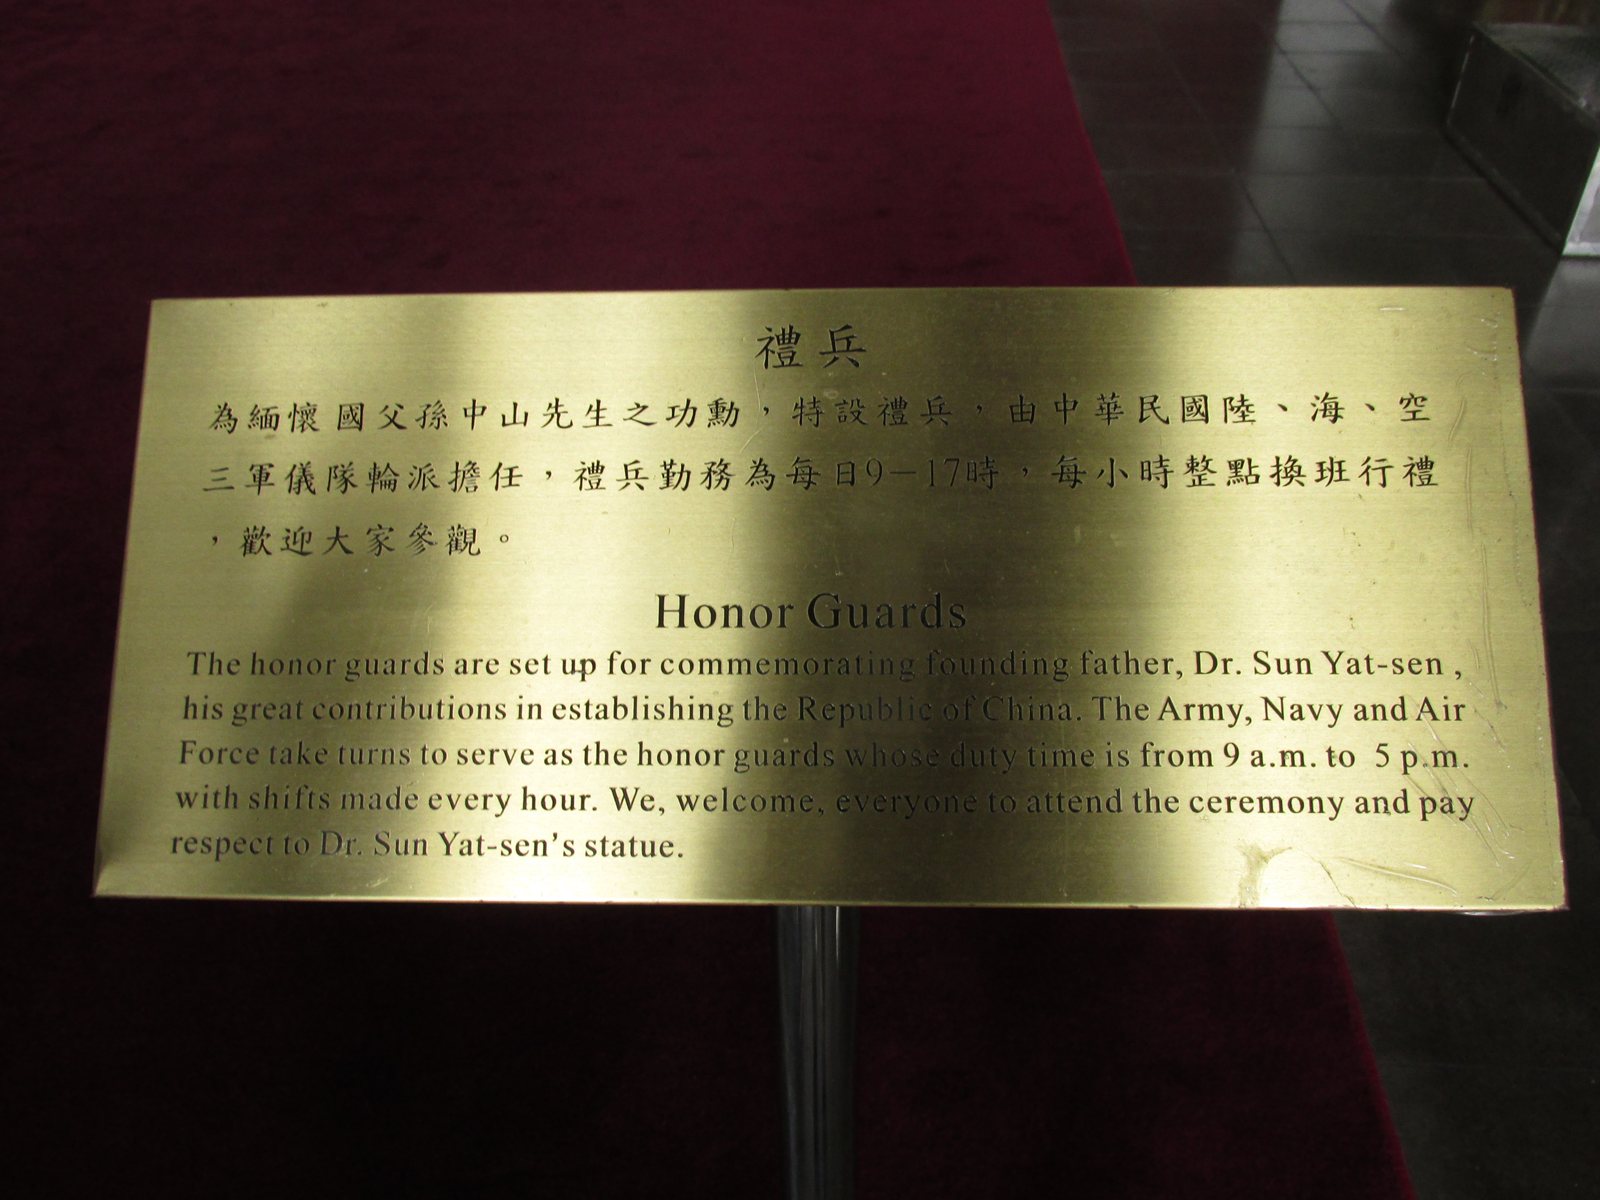 禮兵
為緬懷 國父孫中山先生之功勳，特設禮兵，由中華民國陸、海、空
三軍儀隊輪派擔任，禮兵勤務為每日9－17時，每小時整點換班行禮
，歡迎大家參觀。
Honor Guards
The honor guards are set up for commemorating founding father, Dr. Sun Yat-sen ,
his great contributions in establishing the Republic of China. The Army, Navy and Air
Force take turns to serve as the honor guards whose duty time is from 9 a.m. to 5 p.m.
with shifts made every hour. We, welcome, everyone to attend the ceremony and pay
respect to Dr. Sun Yat-sen's statue.